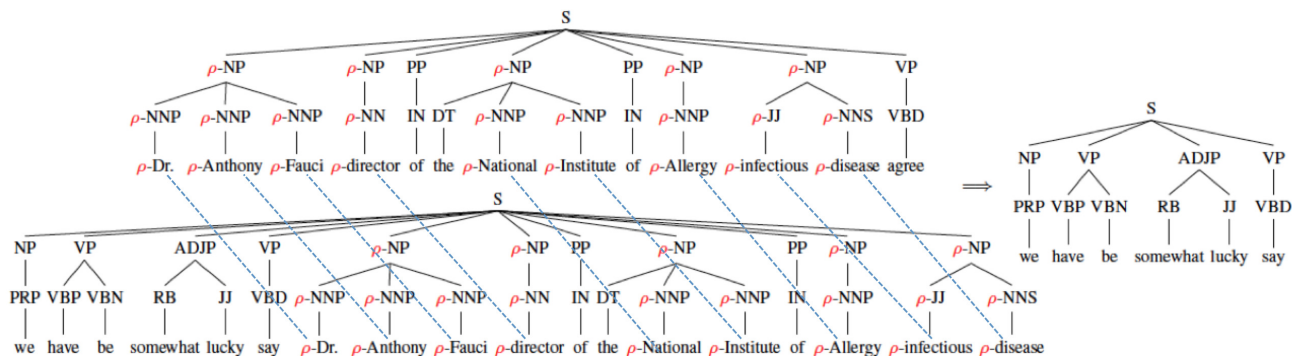 S
ρ-NP ρ-NP PP ρ-NP PP ρ-NP ρ-NP VP
ρ-NNP ρ-NNP ρ-NNP ρ-NN IN DT ρ-NNP ρ-NNP IN ρ-NNP ρ-JJ ρ-NNS VBD
ρ-Dr. ρ-Anthony ρ-Fauci ρ-director of the ρ-National ρ-Institute of ρ-Allergy ρ-infectious ρ-disease agree
S
NP VP ADJP VP ρ-NP ρ-NP PP ρ-NP PP ρ-NP ρ-NP
PRP VBP VBN RB JJ VBD ρ-NNP ρ-NNP ρ-NNP ρ-NN IN DT ρ-NNP ρ-NNP IN ρ-NNP ρ-JJ ρ-NNS
we have be somewhat lucky say ρ-Dr. ρ-Anthony ρ-Fauci ρ-director of the ρ-National ρ-Institute of ρ-Allergy ρ-infectious ρ-disease
⇒
S
NP VP ADJP VP
PRP VBP VBN RB JJ VBD
we have be somewhat lucky say